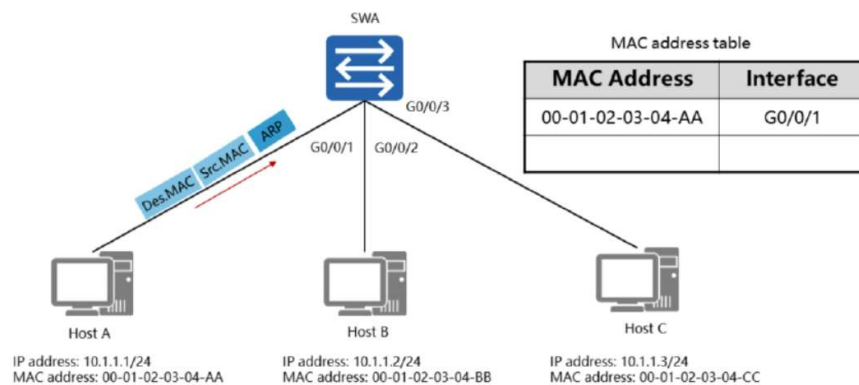 SWA
MAC address table
MAC Address Interface
00-01-02-03-04-AA G0/0/1
G0/0/3
G0/0/1 G0/0/2
Des.MAC Src.MAC ARP
Host A
Host B
Host C
IP address: 10.1.1.1/24
MAC address: 00-01-02-03-04-AA
IP address: 10.1.1.2/24
MAC address: 00-01-02-03-04-BB
IP address: 10.1.1.3/24
MAC address: 00-01-02-03-04-CC